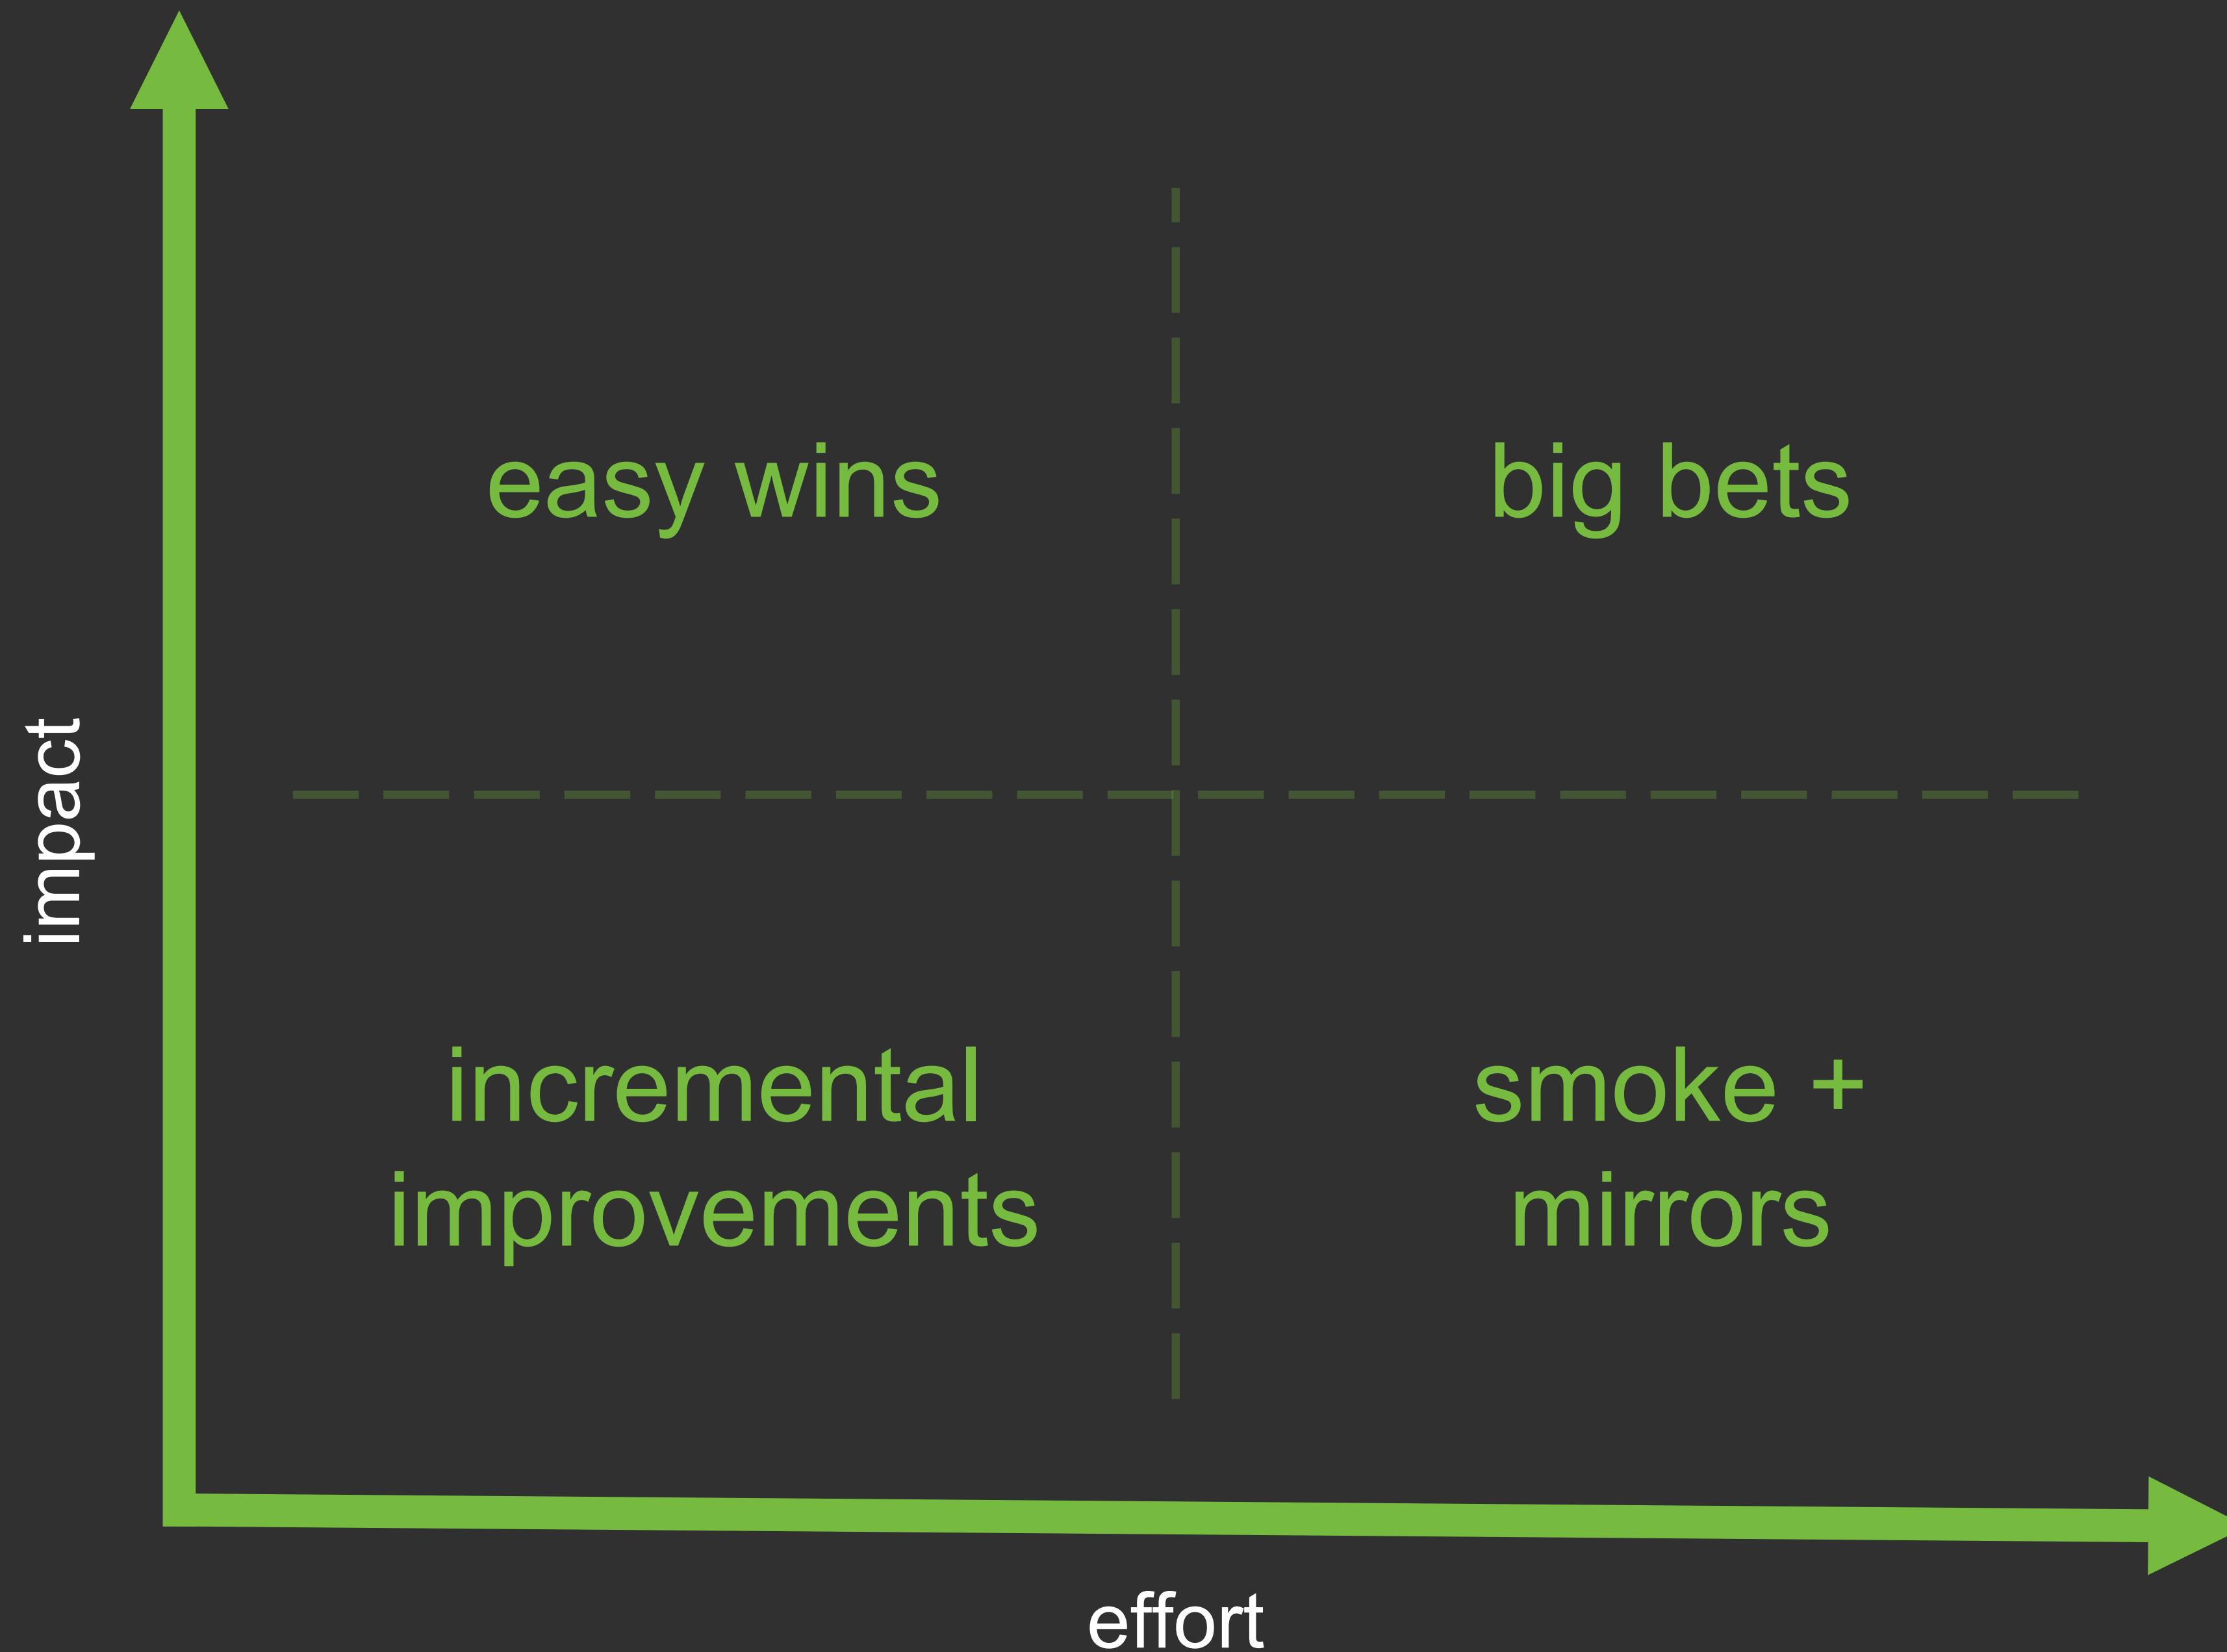 easy wins
big bets
impact
incremental
improvements
smoke +
mirrors
effort